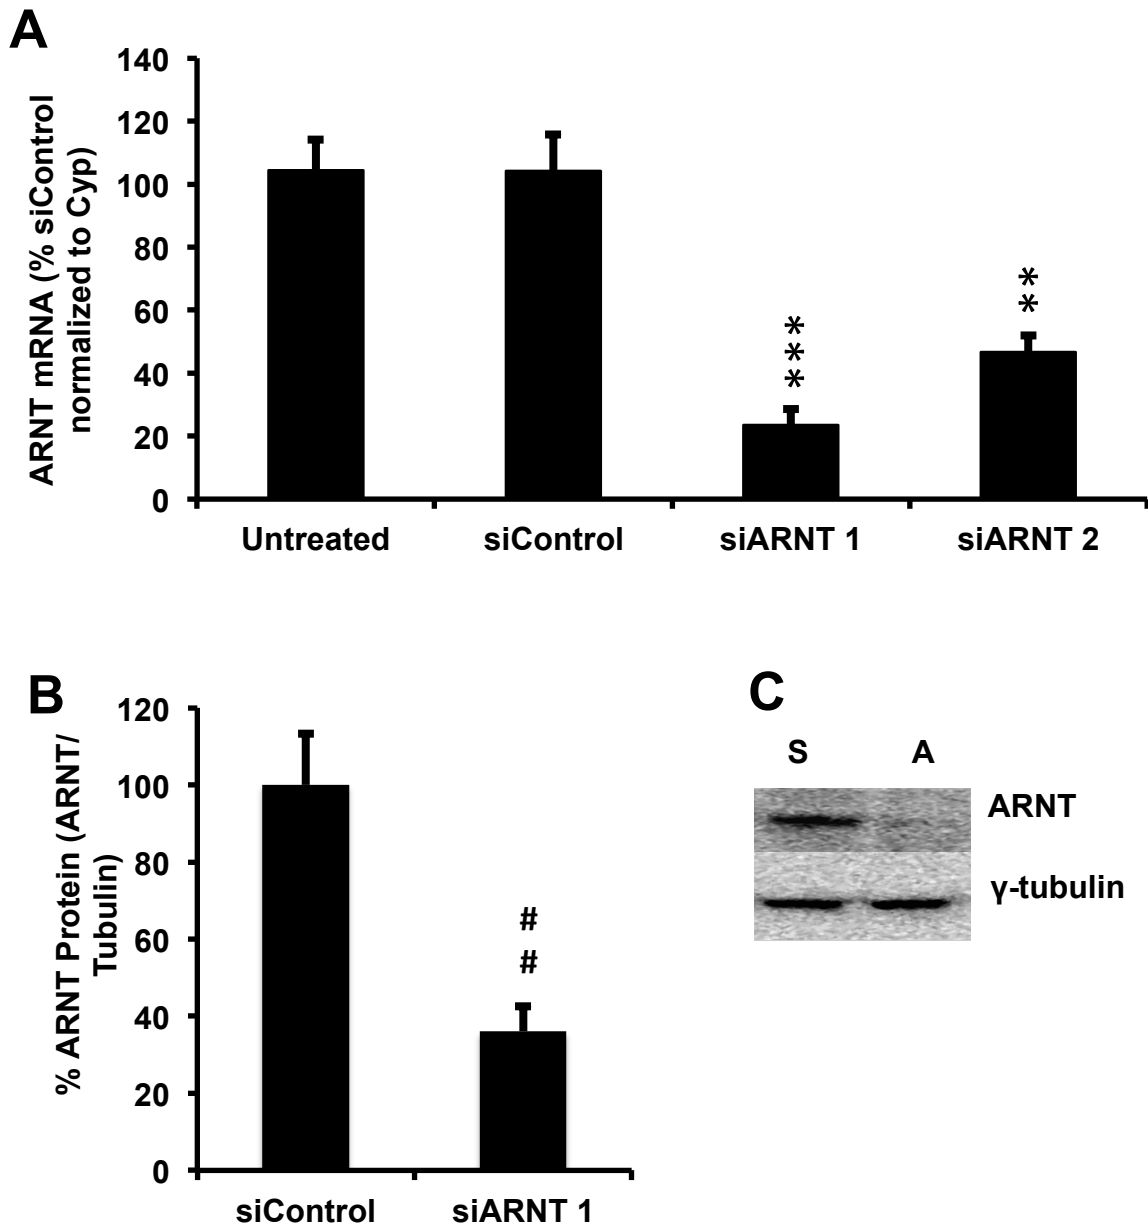 A
140
120
100
80
60
40
20
0
ARNT mRNA (% siControl
normalized to Cyp)
***
**
Untreated siControl siARNT 1 siARNT 2
B
120
100
80
60
40
20
0
% ARNT Protein (ARNT/
Tubulin)
#
#
siControl siARNT 1
C
S A
ARNT
γ-tubulin